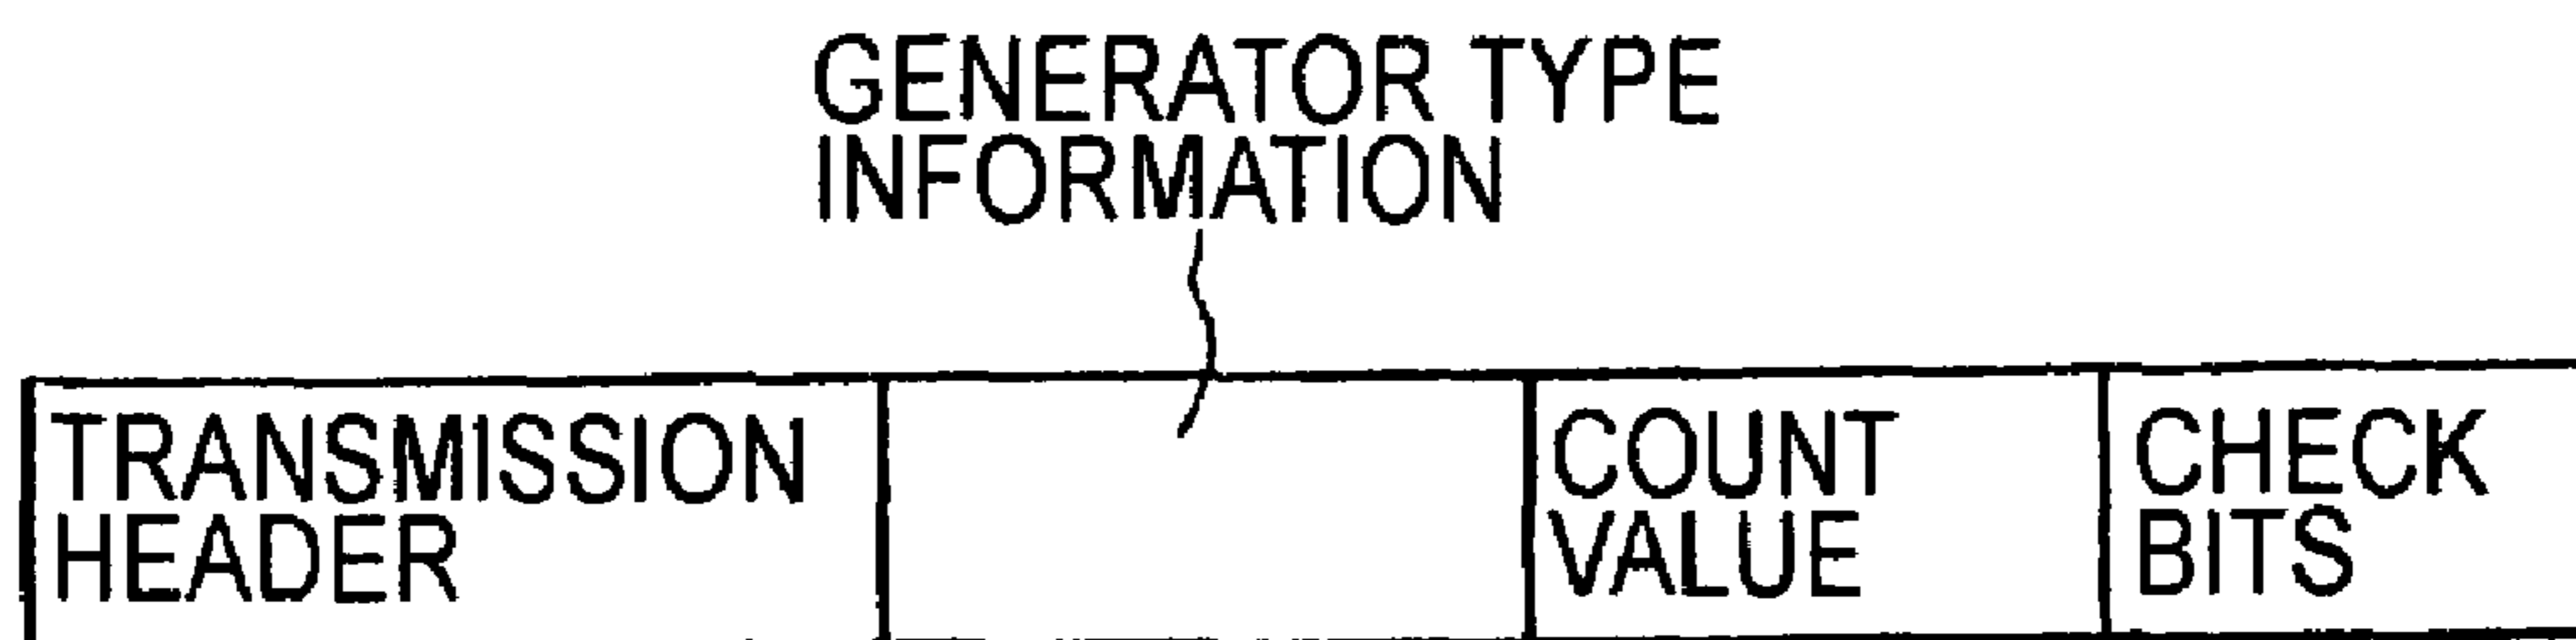 GENERATOR TYPE
INFORMATION
TRANSMISSION
HEADER
COUNT
VALUE
CHECK
BITS